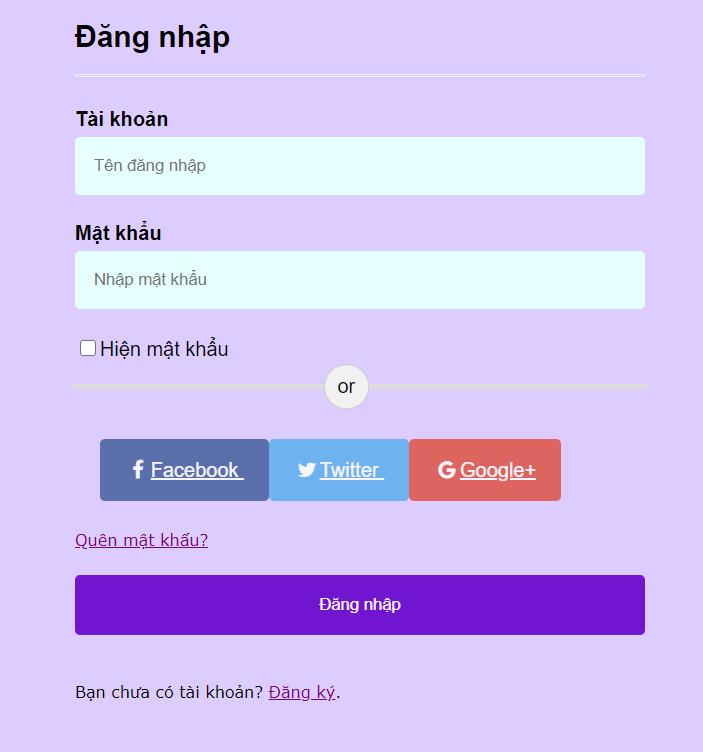 Đăng nhập
Tài khoản
Tên đăng nhập
Mật khẩu
Nhập mật khẩu
Hiện mật khẩu
or
Facebook Twitter Google+
Quên mật khẩu?
Đăng nhập
Bạn chưa có tài khoản? Đăng ký.